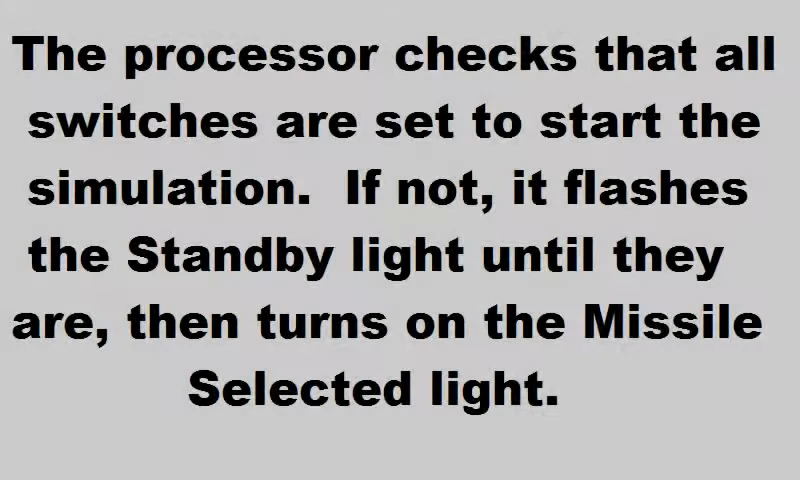 The processor checks that all
switches are set to start the
simulation.  If not, it flashes
the Standby light until they
are, then turns on the Missile
Selected light.